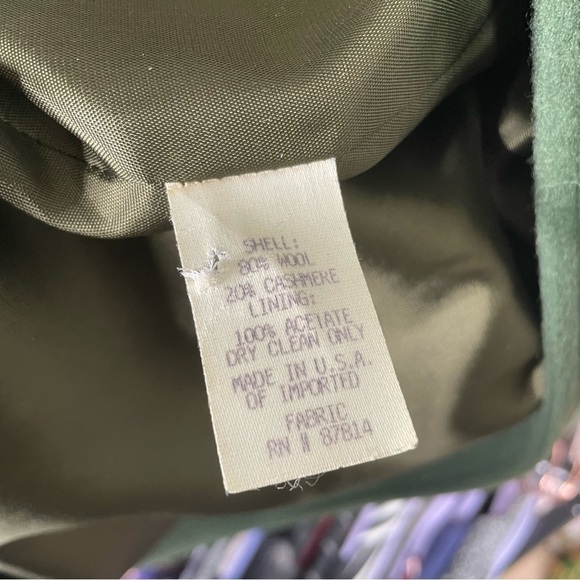 SHELL:
80% WOOL
20% CASHMERE
LINING:
100% ACETATE
DRY CLEAN ONLY
MADE IN U.S.A.
OF IMPORTED
FABRIC
RN # 87814